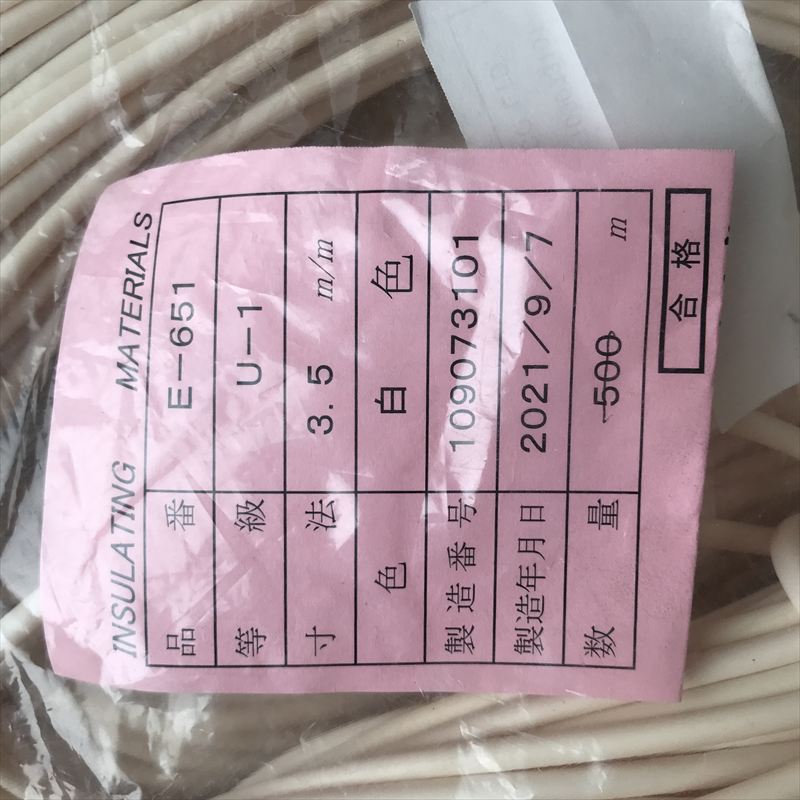 INSULATING MATERIALS
品番 E-651
等級 U-1
寸法 3.5 m/m
色 白色
製造番号 109073101
製造年月日 2021/9/7
数量 500 m
合格